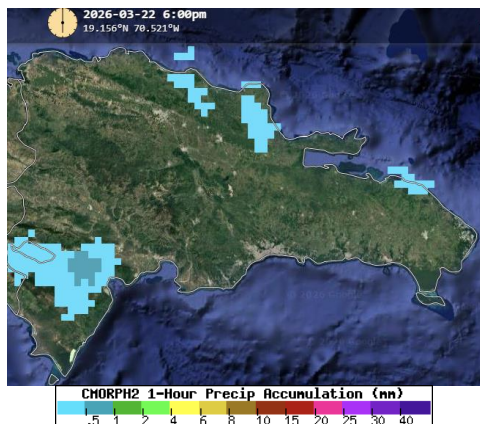 2026-03-22 6:00pm
19.156°N 70.521°W
CMORPH2 1-Hour Precip Accumulation (mm)
.5 1 2 4 6 8 10 15 20 25 30 40